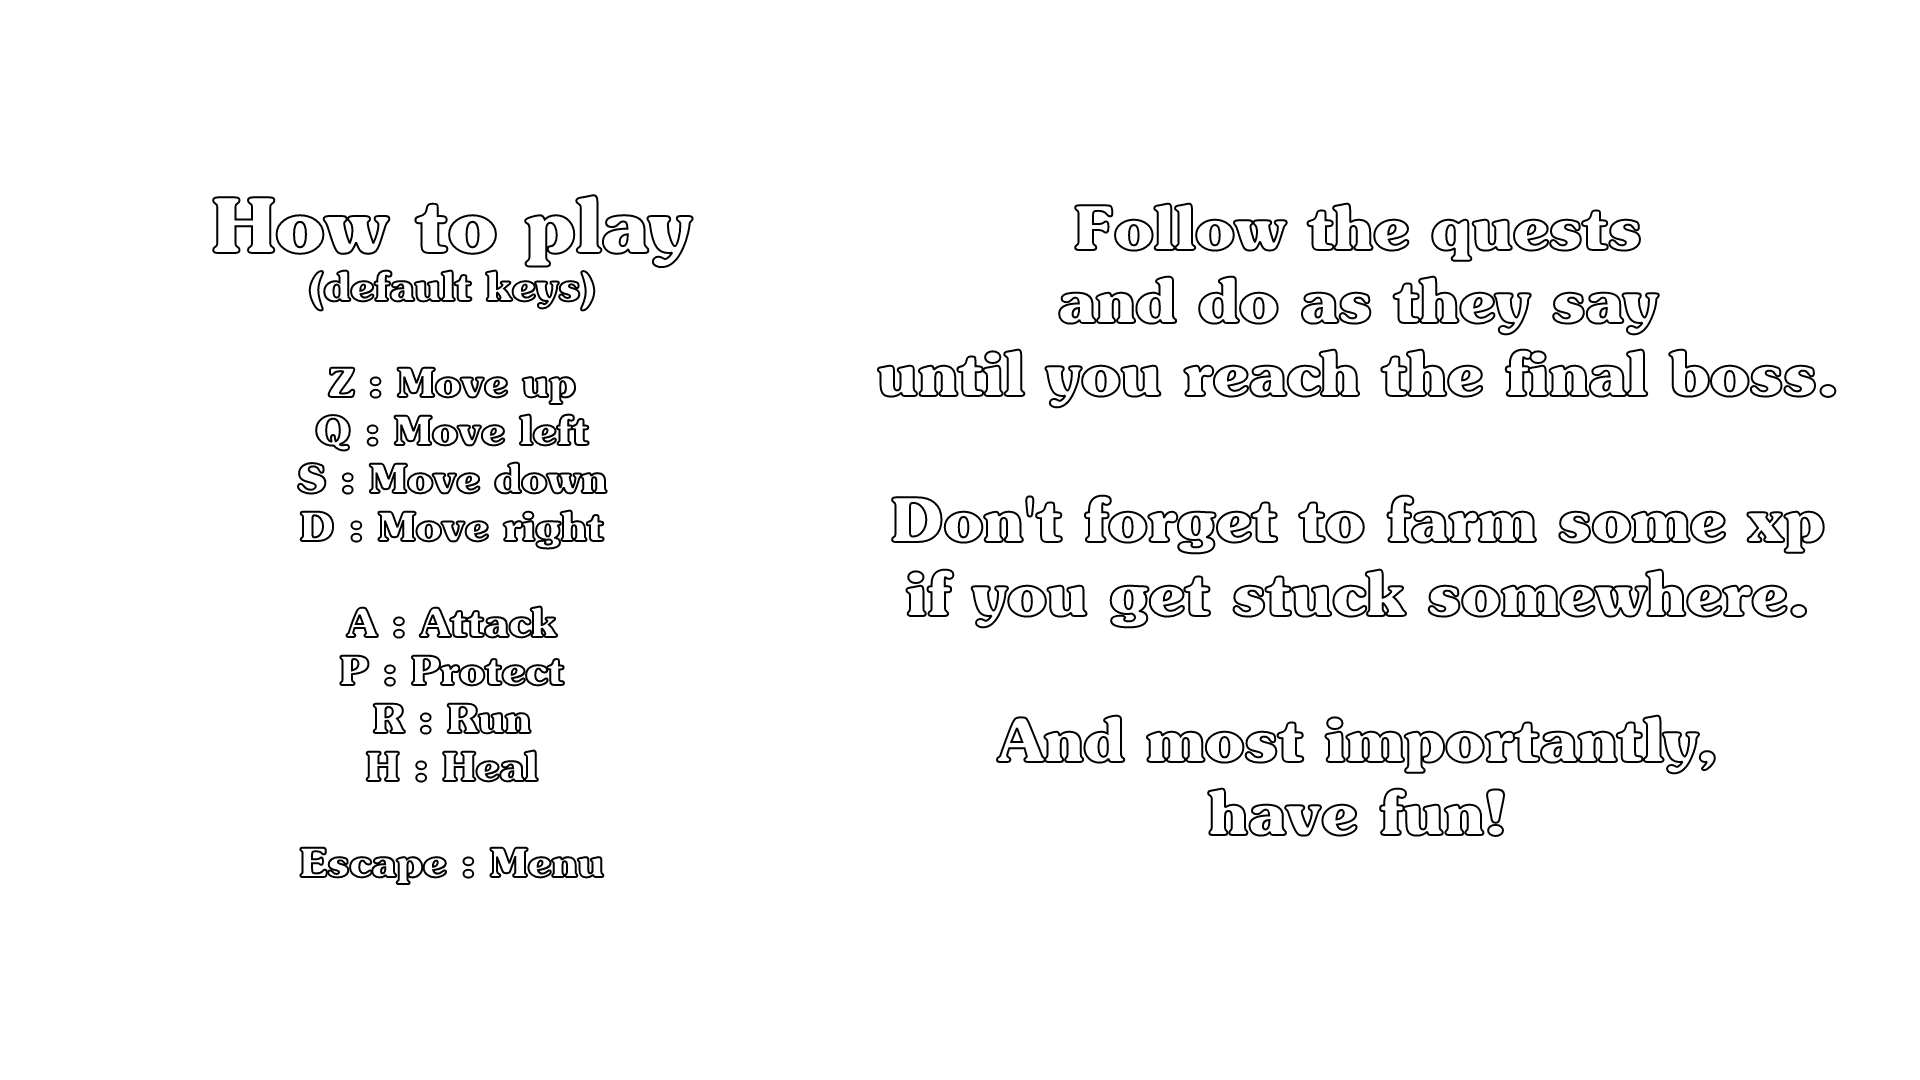 How to play
(default keys)
Z : Move up
Q : Move left
S : Move down
D : Move right
A : Attack
P : Protect
R : Run
H : Heal
Escape : Menu
Follow the quests
and do as they say
until you reach the final boss.
Don't forget to farm some xp
if you get stuck somewhere.
And most importantly,
have fun!